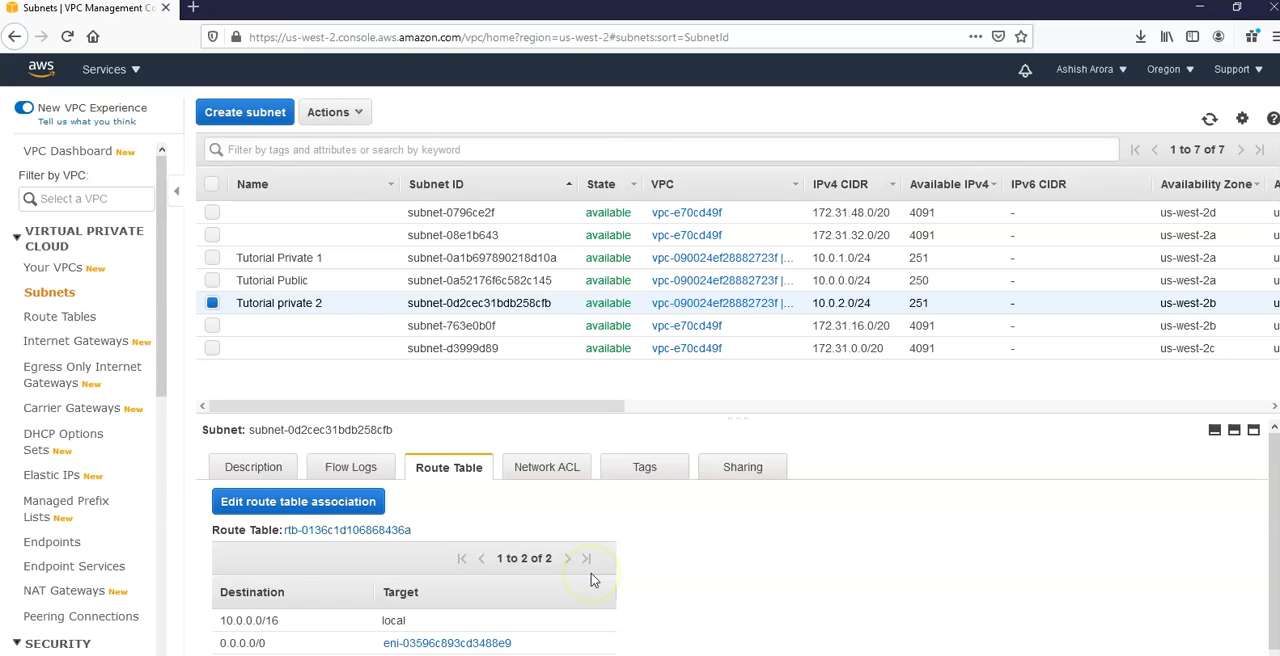 Subnets | VPC Management Co
https://us-west-2.console.aws.amazon.com/vpc/home?region=us-west-2#subnets:sort=SubnetId
aws Services Ashish Arora Oregon Support
New VPC Experience
Tell us what you think
VPC Dashboard New
Filter by VPC:
Select a VPC
VIRTUAL PRIVATE
CLOUD
Your VPCs New
Subnets
Route Tables
Internet Gateways New
Egress Only Internet
Gateways New
Carrier Gateways New
DHCP Options
Sets New
Elastic IPs New
Managed Prefix
Lists New
Endpoints
Endpoint Services
NAT Gateways New
Peering Connections
SECURITY
Create subnet Actions
Filter by tags and attributes or search by keyword 1 to 7 of 7
Name Subnet ID State VPC IPv4 CIDR Available IPv4 IPv6 CIDR Availability Zone A
subnet-0796ce2f available vpc-e70cd49f 172.31.48.0/20 4091 - us-west-2d u
subnet-08e1b643 available vpc-e70cd49f 172.31.32.0/20 4091 - us-west-2a u
Tutorial Private 1 subnet-0a1b697890218d10a available vpc-090024ef28882723f |... 10.0.1.0/24 251 - us-west-2a u
Tutorial Public subnet-0a52176f6c582c145 available vpc-090024ef28882723f |... 10.0.0.0/24 250 - us-west-2a u
Tutorial private 2 subnet-0d2cec31bdb258cfb available vpc-090024ef28882723f |... 10.0.2.0/24 251 - us-west-2b u
subnet-763e0b0f available vpc-e70cd49f 172.31.16.0/20 4091 - us-west-2b u
subnet-d3999d89 available vpc-e70cd49f 172.31.0.0/20 4091 - us-west-2c u
Subnet: subnet-0d2cec31bdb258cfb
Description Flow Logs Route Table Network ACL Tags Sharing
Edit route table association
Route Table: rtb-0136c1d106868436a
1 to 2 of 2
Destination Target
10.0.0.0/16 local
0.0.0.0/0 eni-03596c893cd3488e9